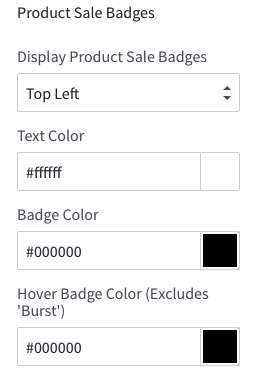 Product Sale Badges
Display Product Sale Badges
Top Left
Text Color
#ffffff
Badge Color
#000000
Hover Badge Color (Excludes
'Burst')
#000000